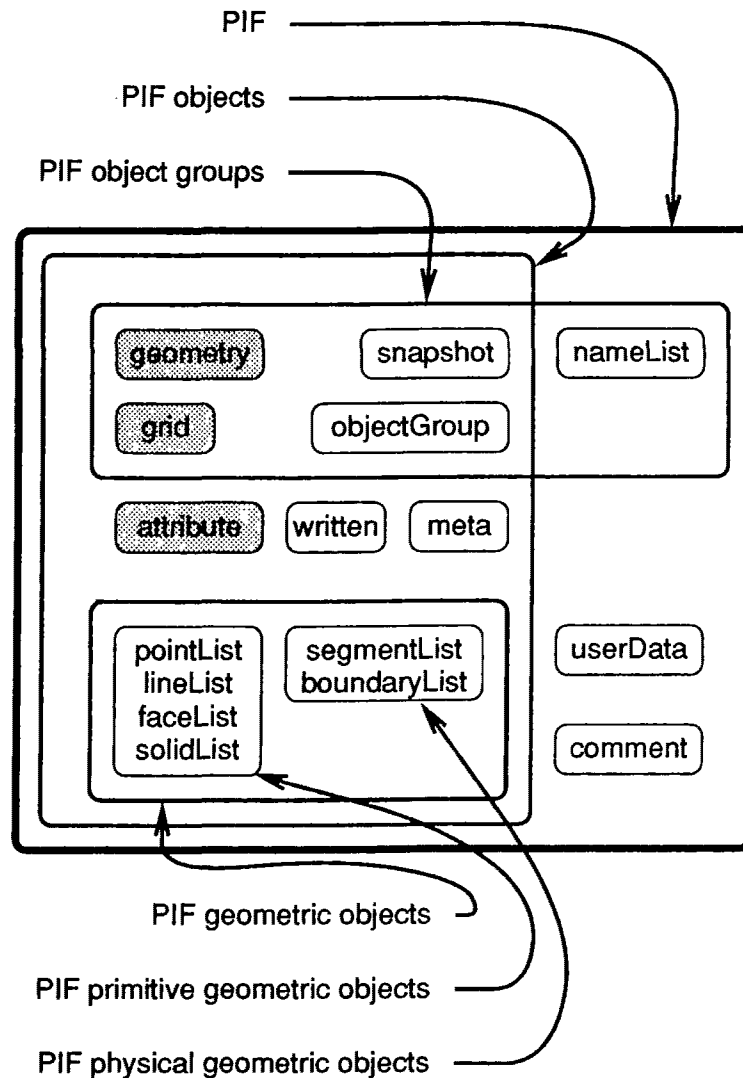 PIF
PIF objects
PIF object groups
geometry
snapshot
nameList
grid
objectGroup
attribute
written
meta
pointList
lineList
faceList
solidList
segmentList
boundaryList
userData
comment
PIF geometric objects
PIF primitive geometric objects
PIF physical geometric objects